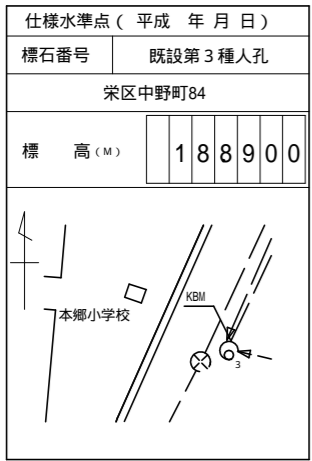 仕様水準点( 平成　年 月 日)
標石番号 既設第3種人孔
栄区中野町84
標　高(M) 188900
KBM
本郷小学校
3